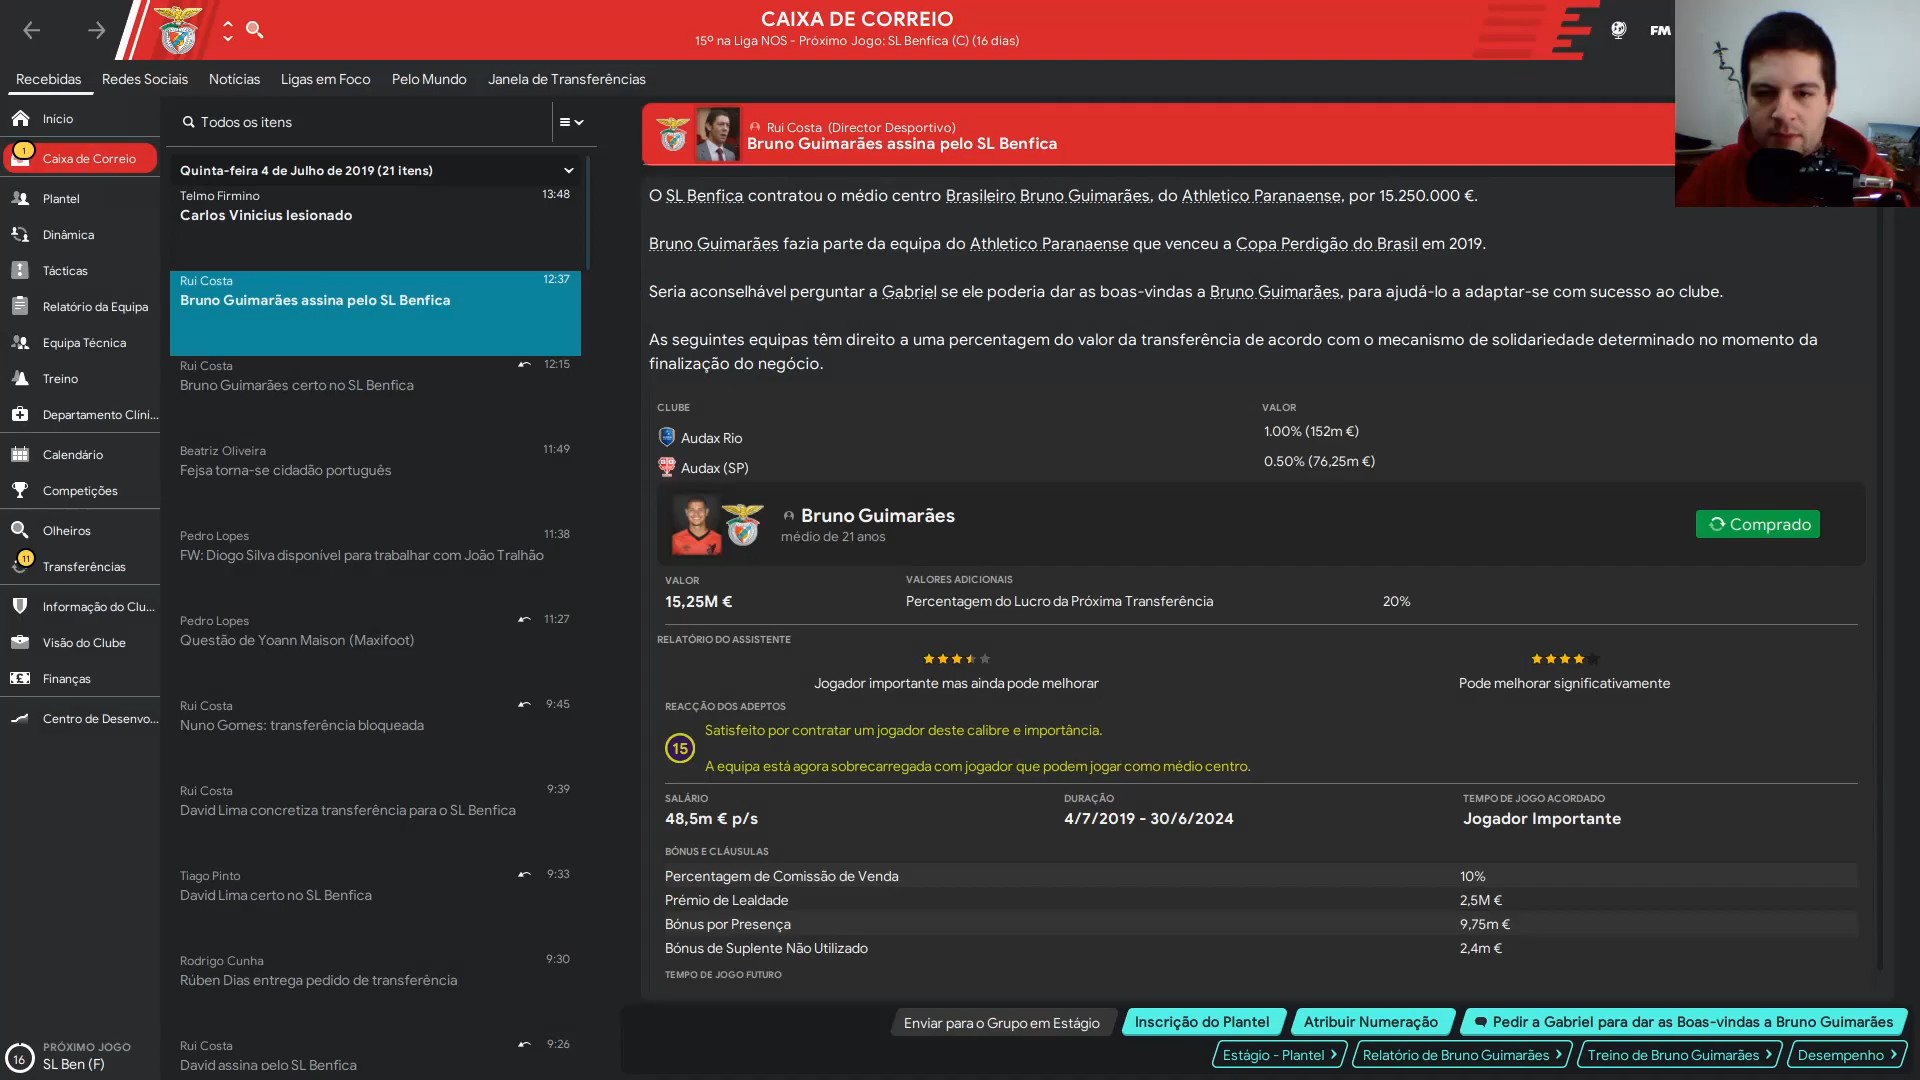 CAIXA DE CORREIO
15º na Liga NOS - Próximo Jogo: SL Benfica (C) (16 dias)
FM
Recebidas
Redes Sociais
Notícias
Ligas em Foco
Pelo Mundo
Janela de Transferências
Início
1
Caixa de Correio
Plantel
Dinâmica
Tácticas
Relatório da Equipa
Equipa Técnica
Treino
Departamento Clíni...
Calendário
Competições
Olheiros
11
Transferências
Informação do Clu...
Visão do Clube
Finanças
Centro de Desenvo...
16
PRÓXIMO JOGO
SL Ben (F)
Todos os itens
Quinta-feira 4 de Julho de 2019 (21 itens)
Telmo Firmino 13:48
Carlos Vinicius lesionado
Rui Costa 12:37
Bruno Guimarães assina pelo SL Benfica
Rui Costa 12:15
Bruno Guimarães certo no SL Benfica
Beatriz Oliveira 11:49
Fejsa torna-se cidadão português
Pedro Lopes 11:38
FW: Diogo Silva disponível para trabalhar com João Tralhão
Pedro Lopes 11:27
Questão de Yoann Maison (Maxifoot)
Rui Costa 9:45
Nuno Gomes: transferência bloqueada
Rui Costa 9:39
David Lima concretiza transferência para o SL Benfica
Tiago Pinto 9:33
David Lima certo no SL Benfica
Rodrigo Cunha 9:30
Rúben Dias entrega pedido de transferência
Rui Costa 9:26
David assina pelo SL Benfica
Rui Costa (Director Desportivo)
Bruno Guimarães assina pelo SL Benfica
O SL Benfica contratou o médio centro Brasileiro Bruno Guimarães, do Athletico Paranaense, por 15.250.000 €.
Bruno Guimarães fazia parte da equipa do Athletico Paranaense que venceu a Copa Perdigão do Brasil em 2019.
Seria aconselhável perguntar a Gabriel se ele poderia dar as boas-vindas a Bruno Guimarães, para ajudá-lo a adaptar-se com sucesso ao clube.
As seguintes equipas têm direito a uma percentagem do valor da transferência de acordo com o mecanismo de solidariedade determinado no momento da
finalização do negócio.
CLUBE VALOR
Audax Rio 1.00% (152m €)
Audax (SP) 0.50% (76,25m €)
Bruno Guimarães
médio de 21 anos
Comprado
VALOR VALORES ADICIONAIS
15,25M € Percentagem do Lucro da Próxima Transferência 20%
RELATÓRIO DO ASSISTENTE
Jogador importante mas ainda pode melhorar Pode melhorar significativamente
REACÇÃO DOS ADEPTOS
15
Satisfeito por contratar um jogador deste calibre e importância.
A equipa está agora sobrecarregada com jogador que podem jogar como médio centro.
SALÁRIO DURAÇÃO TEMPO DE JOGO ACORDADO
48,5m € p/s 4/7/2019 - 30/6/2024 Jogador Importante
BÓNUS E CLÁUSULAS
Percentagem de Comissão de Venda 10%
Prémio de Lealdade 2,5M €
Bónus por Presença 9,75m €
Bónus de Suplente Não Utilizado 2,4m €
TEMPO DE JOGO FUTURO
Enviar para o Grupo em Estágio
Inscrição do Plantel
Atribuir Numeração
Pedir a Gabriel para dar as Boas-vindas a Bruno Guimarães
Estágio - Plantel
Relatório de Bruno Guimarães
Treino de Bruno Guimarães
Desempenho